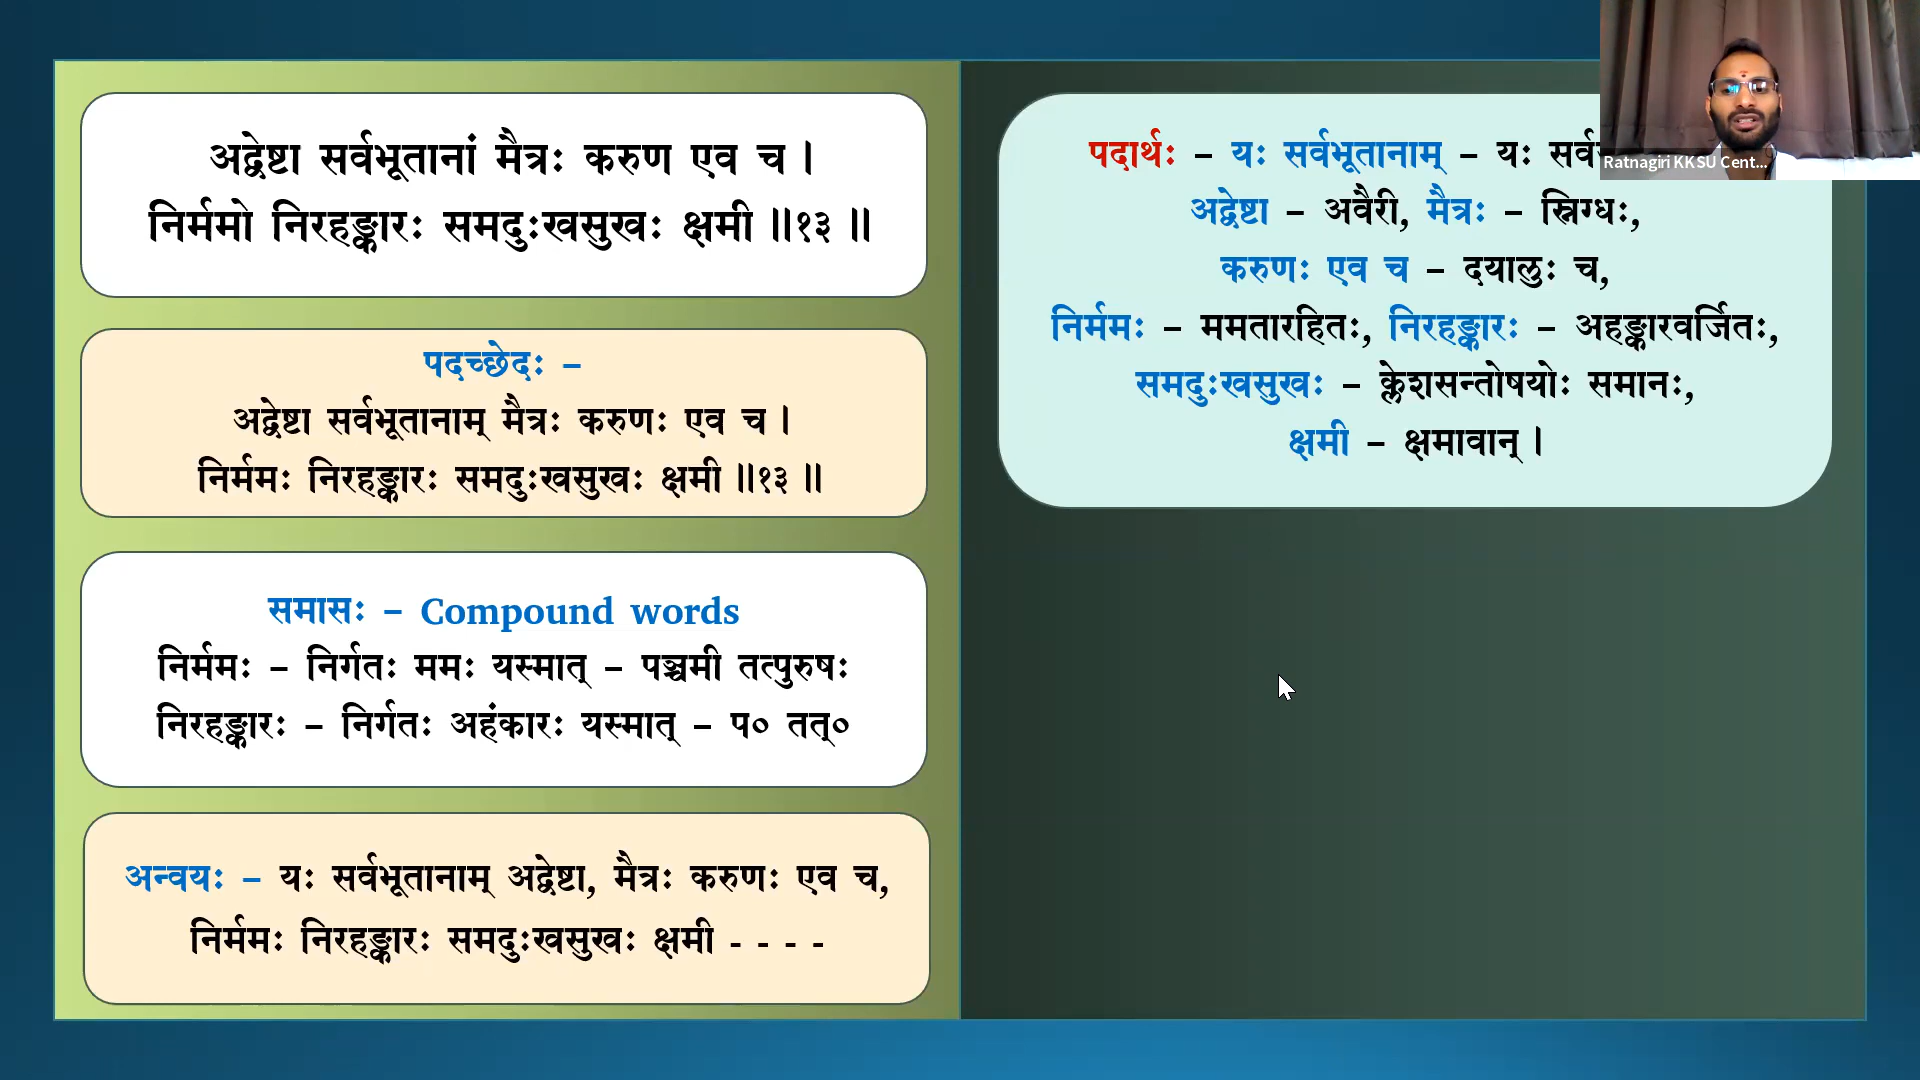 अद्वेष्टा सर्वभूतानां मैत्रः करुण एव च ।
निर्ममो निरहङ्कारः समदुःखसुखः क्षमी ॥१३ ॥
पदच्छेदः –
अद्वेष्टा सर्वभूतानाम् मैत्रः करुणः एव च ।
निर्ममः निरहङ्कारः समदुःखसुखः क्षमी ॥१३ ॥
समासः – Compound words
निर्ममः – निर्गतः ममः यस्मात् – पञ्चमी तत्पुरुषः
निरहङ्कारः – निर्गतः अहंकारः यस्मात् – प० तत्०
अन्वयः – यः सर्वभूतानाम् अद्वेष्टा, मैत्रः करुणः एव च,
निर्ममः निरहङ्कारः समदुःखसुखः क्षमी - - - -
पदार्थः – यः सर्वभूतानाम् – यः
अद्वेष्टा – अवैरी, मैत्रः – स्निग्धः,
करुणः एव च – दयालुः च,
निर्ममः – ममतारहितः, निरहङ्कारः – अहङ्कारवर्जितः,
समदुःखसुखः – क्लेशसन्तोषयोः समानः,
क्षमी – क्षमावान् ।
Ratnagiri KKSU Cent...